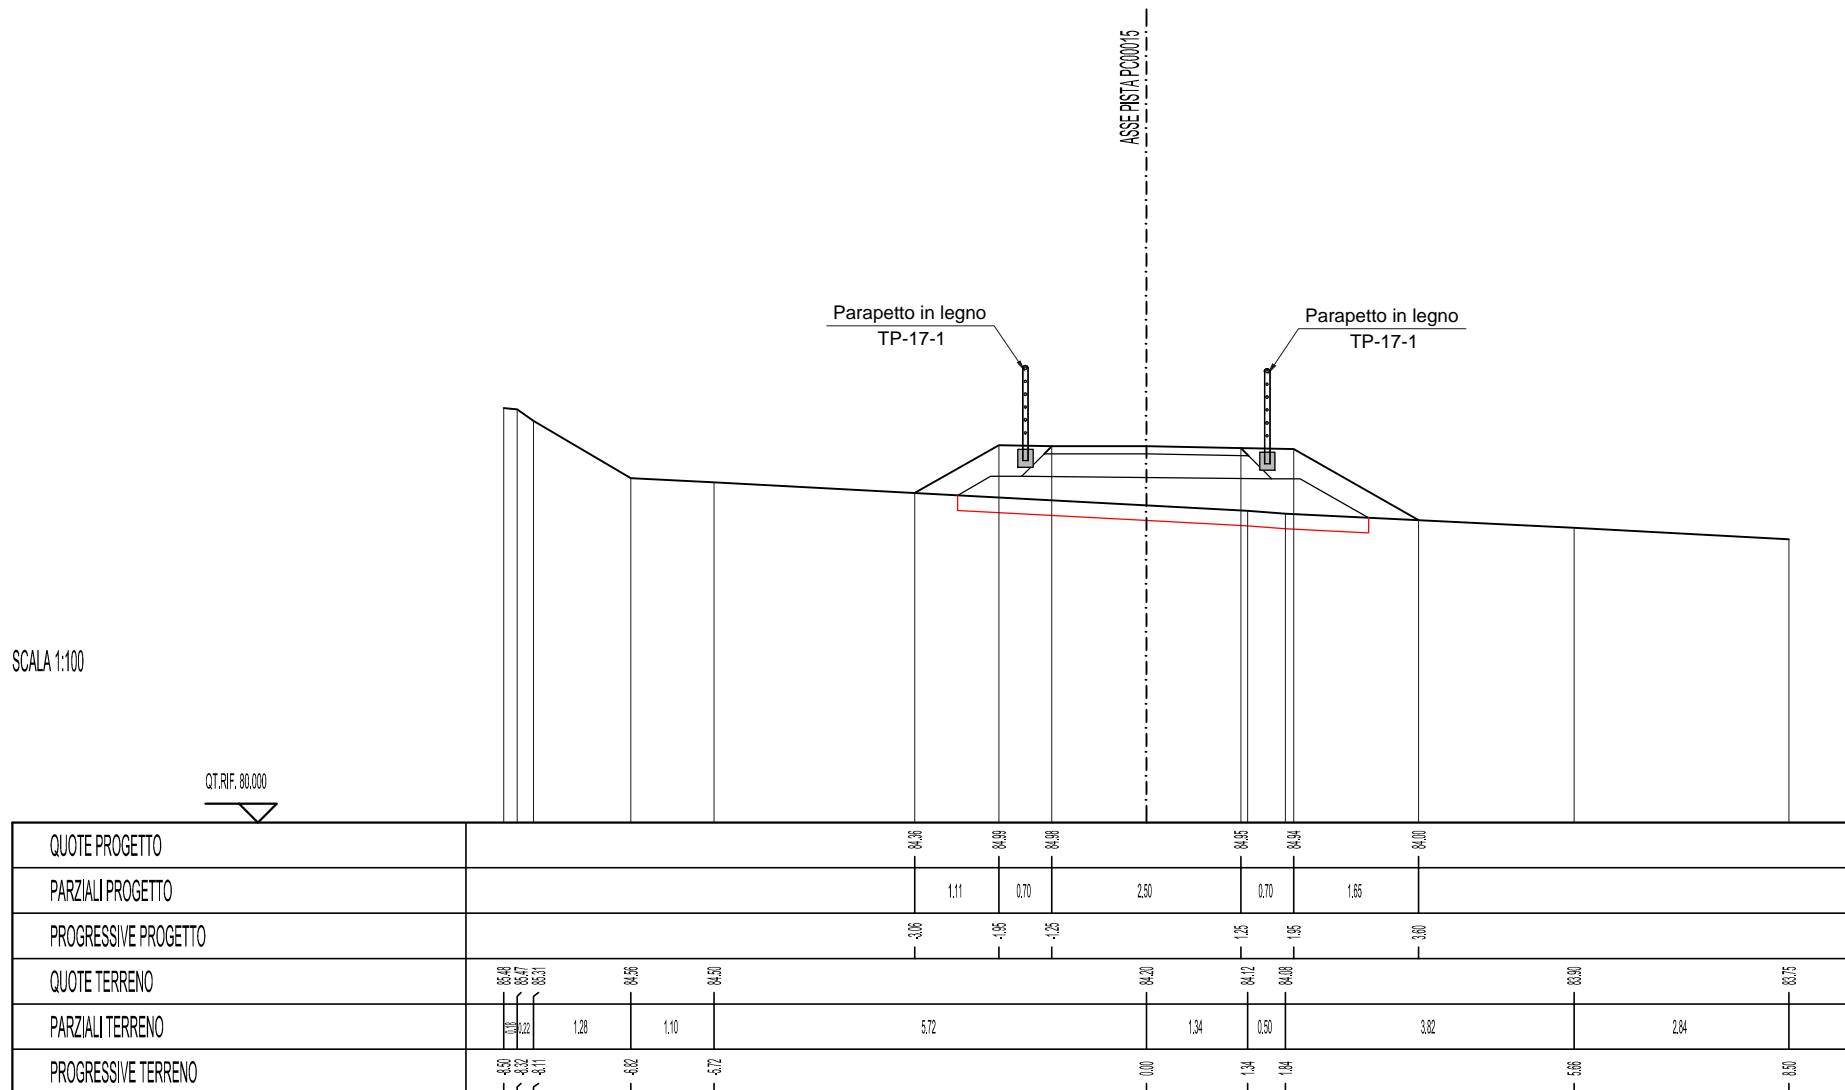 ASSE PISTA PC00015
Parapetto in legno
TP-17-1
Parapetto in legno
TP-17-1
SCALA 1:100
QT.RIF. 80.000
QUOTE PROGETTO 84.36 84.99 84.98 84.95 84.94 84.00
PARZIALI PROGETTO 1.11 0.70 2.50 0.70 1.65
PROGRESSIVE PROGETTO -3.06 -1.95 -1.25 1.25 1.95 3.60
QUOTE TERRENO 85.48 85.47 85.31 84.56 84.50 84.20 84.12 84.08 83.90 83.75
PARZIALI TERRENO 0.18 0.22 1.28 1.10 5.72 1.34 0.50 3.82 2.84
PROGRESSIVE TERRENO -8.50 -8.32 -8.11 -6.82 -5.72 0.00 1.34 1.84 5.66 8.50